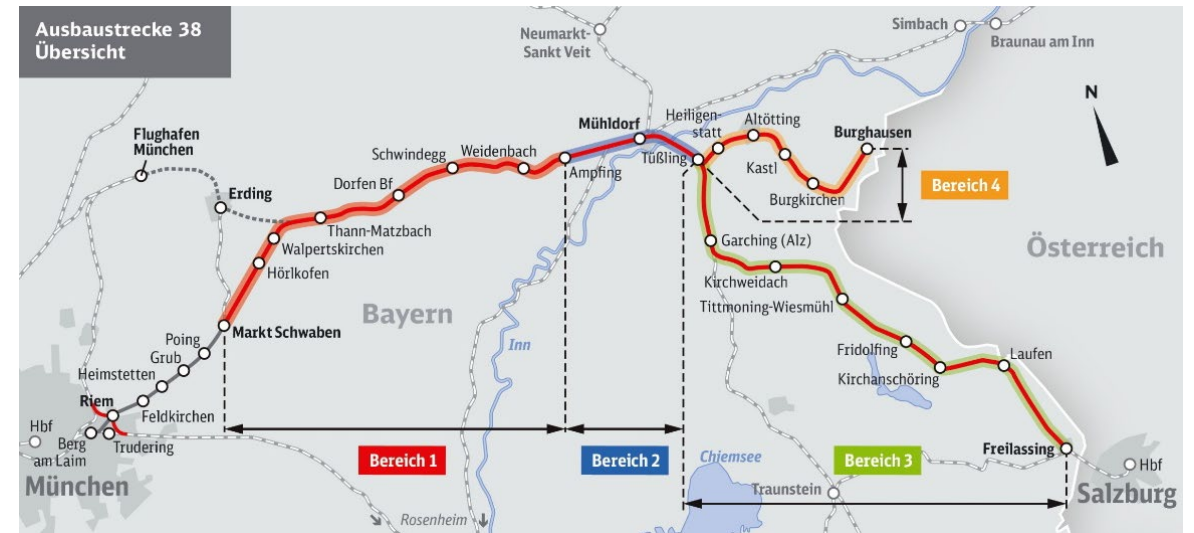 Ausbaustrecke 38
Übersicht
Neumarkt-
Sankt Veit
Simbach
Braunau am Inn
N
Flughafen
München
Erding
Schwindegg
Weidenbach
Dorfen Bf
Thann-Matzbach
Walpertskirchen
Hörlkofen
Markt Schwaben
Ampfing
Mühldorf
Tüßling
Heiligen-
statt
Altötting
Kastl
Burgkirchen
Burghausen
Bereich 4
Österreich
Bayern
Inn
Garching (Alz)
Kirchweidach
Tittmoning-Wiesmühl
Fridolfing
Kirchanschöring
Laufen
Freilassing
Poing
Grub
Heimstetten
Riem
Feldkirchen
Hbf
Berg
am Laim
Trudering
München
Bereich 1
Bereich 2
Bereich 3
Chiemsee
Traunstein
Rosenheim
Hbf
Salzburg